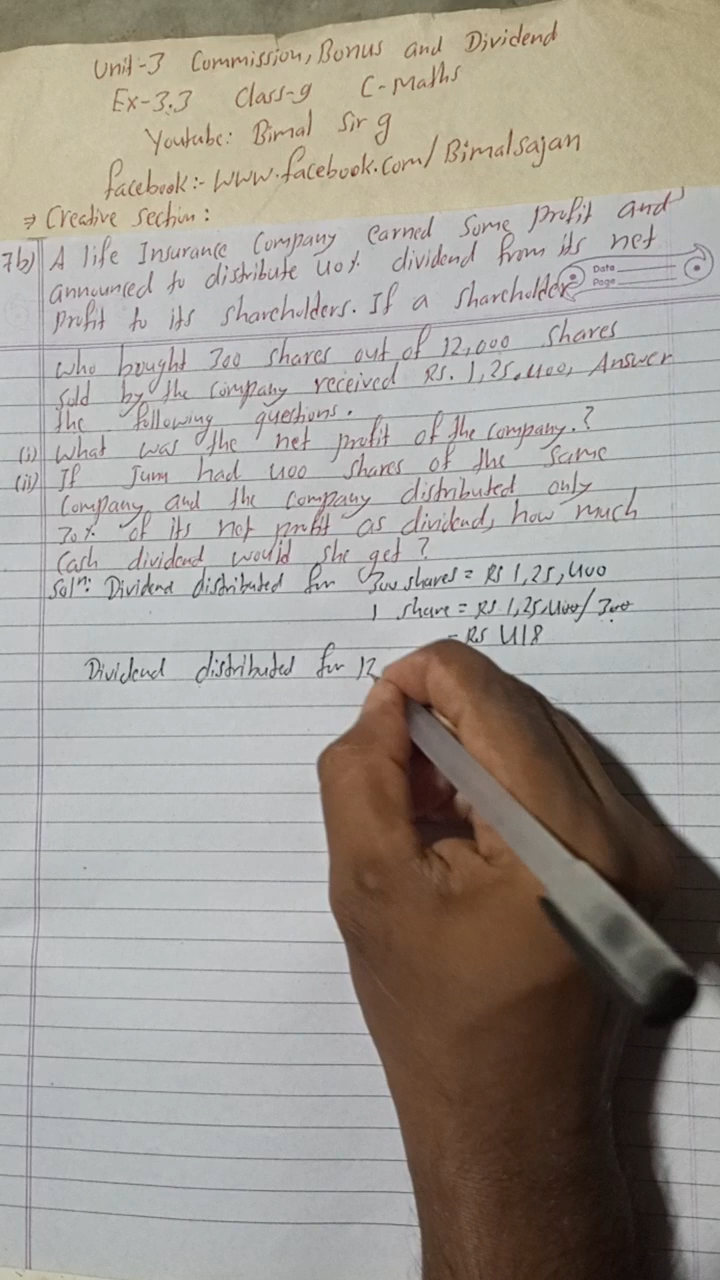 Unit-3 Commission, Bonus and Dividend
Ex-3.3 Class-9 C-Maths
Youtube: Bimal Sir g
facebook:- www.facebook.com/Bimalsajan
⇒ Creative section:
7b) A life Insurance Company earned some profit and
announced to distribute 40% dividend from its net
Date
Page
profit to its shareholders. If a shareholder
who bought 300 shares out of 12,000 shares
sold by the company received Rs. 1,25,400, Answer
the following questions.
(i) What was the net profit of the company.?
(ii) If had 400 shares of the same
Company, and the company distributed only
% of its net profit as dividend, how much
Cash dividend would she get?
Solⁿ: Dividend distributed for 300 shares = Rs 1,25,400
1 share = Rs 1,25,400/300
= Rs 418
Dividend distributed for 12